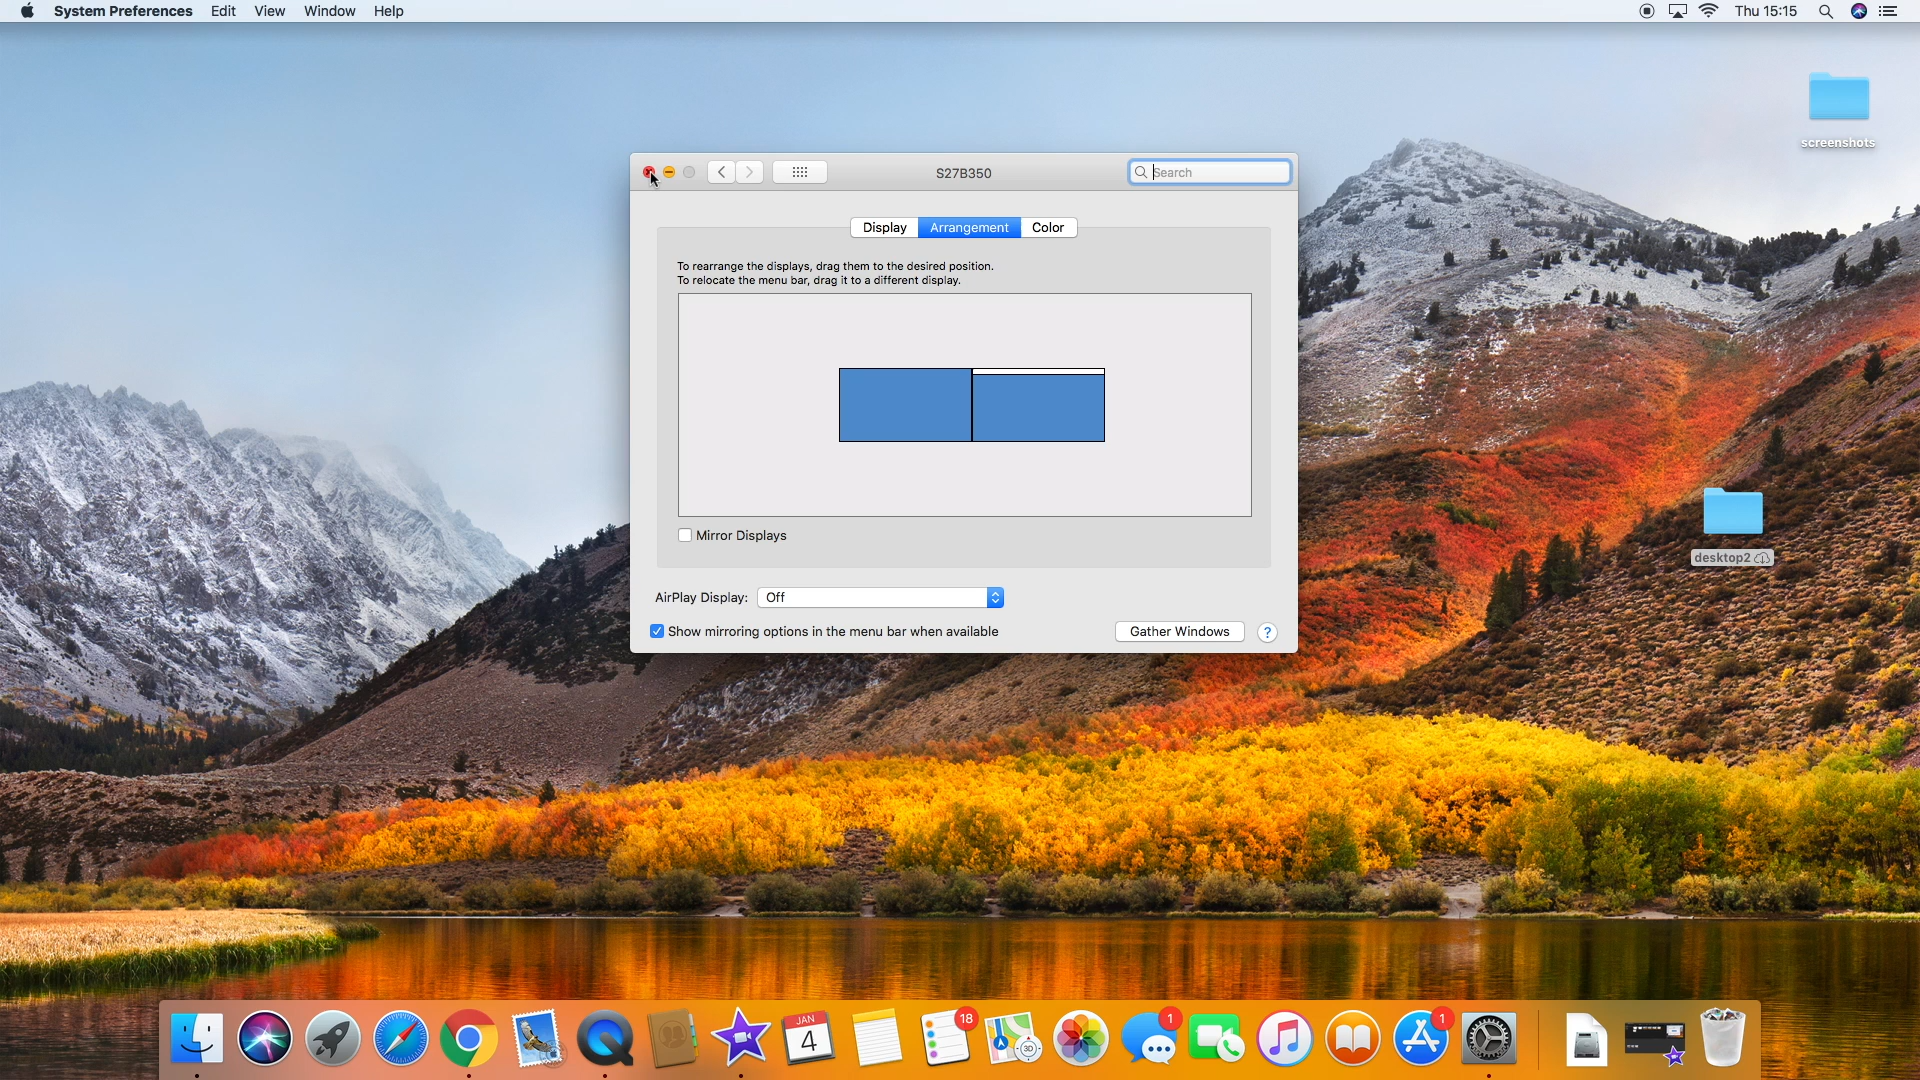 System Preferences Edit View Window Help Thu 15:15
screenshots
S27B350 Search
Display Arrangement Color
To rearrange the displays, drag them to the desired position.
To relocate the menu bar, drag it to a different display.
Mirror Displays
desktop2
AirPlay Display: Off
Show mirroring options in the menu bar when available Gather Windows ?
JAN
4
18
3D
1
1